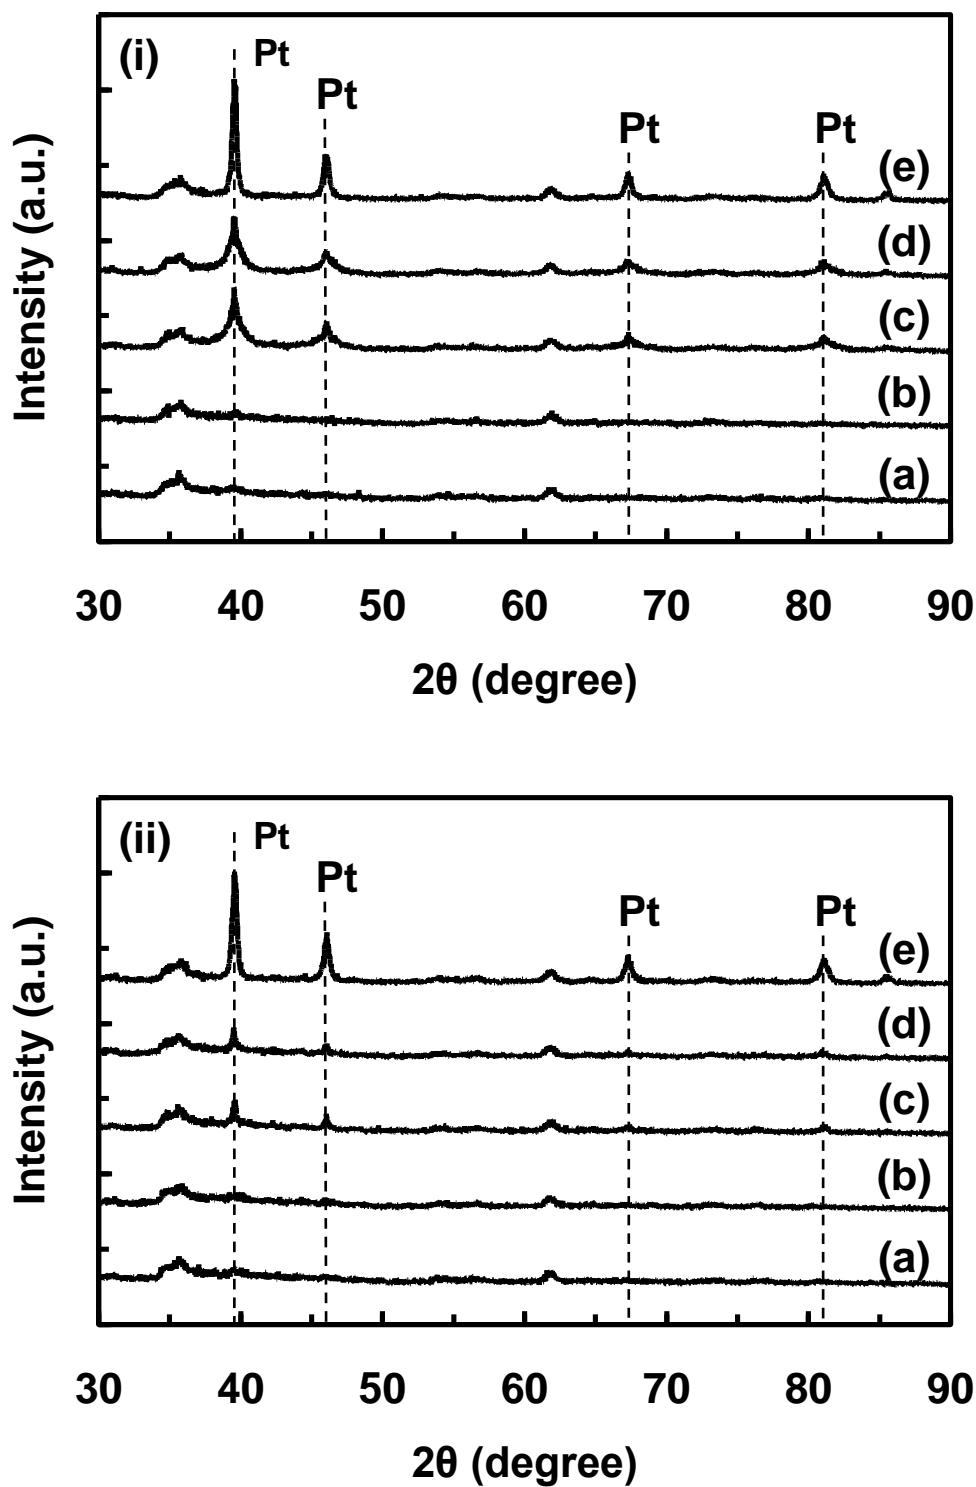 (i)
Pt
Pt
Pt
Pt
(e)
(d)
(c)
(b)
(a)
Intensity (a.u.)
30 40 50 60 70 80 90
2θ (degree)
(ii)
Pt
Pt
Pt
Pt
(e)
(d)
(c)
(b)
(a)
Intensity (a.u.)
30 40 50 60 70 80 90
2θ (degree)